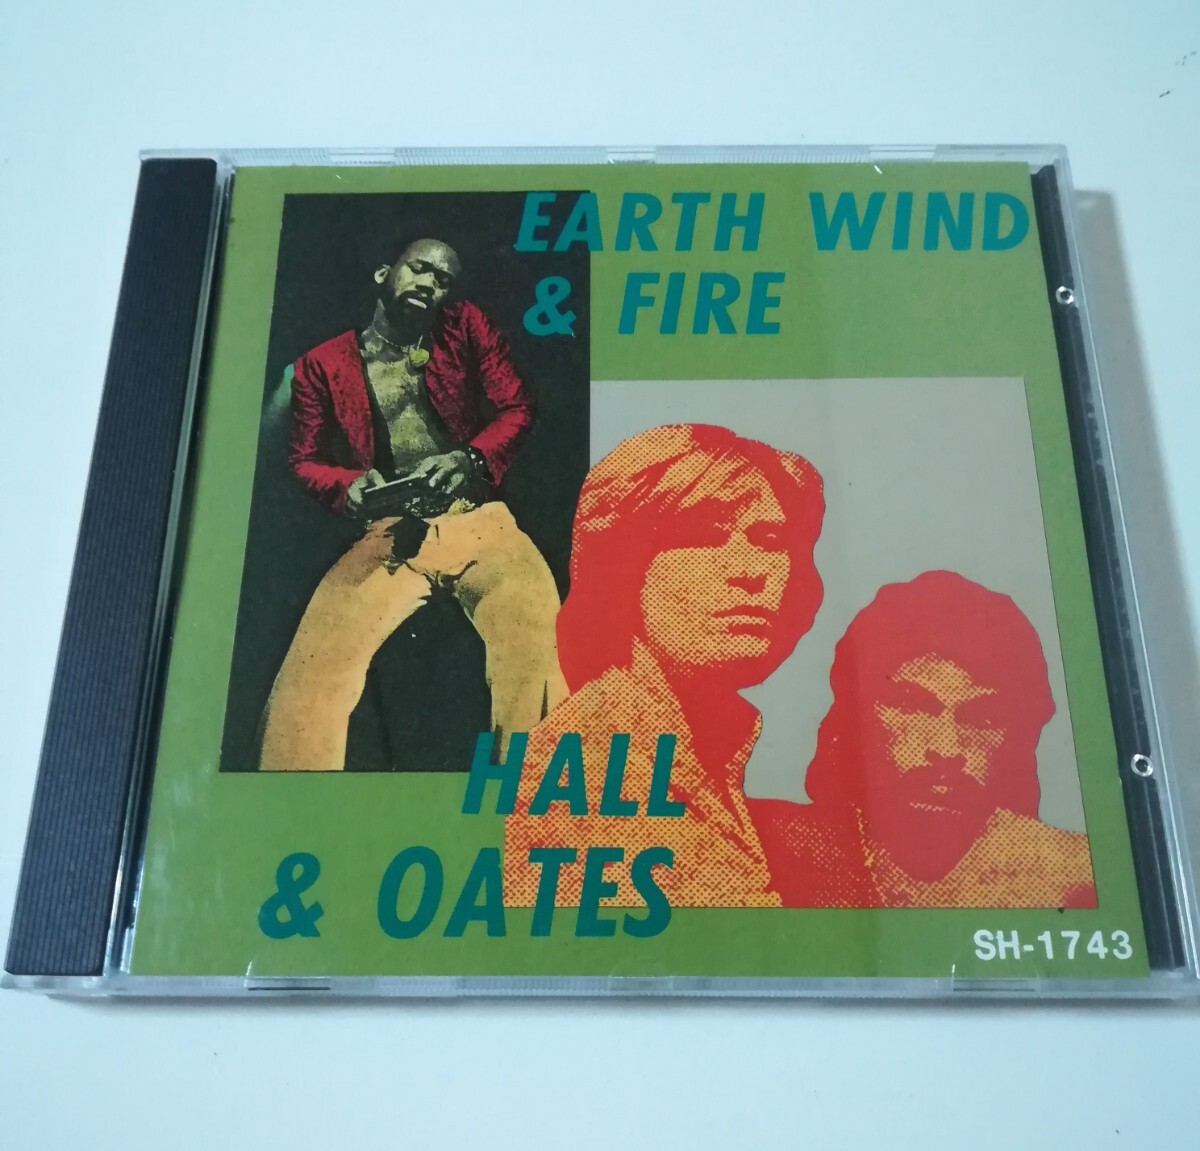 EARTH WIND
& FIRE
HALL
& OATES
SH-1743